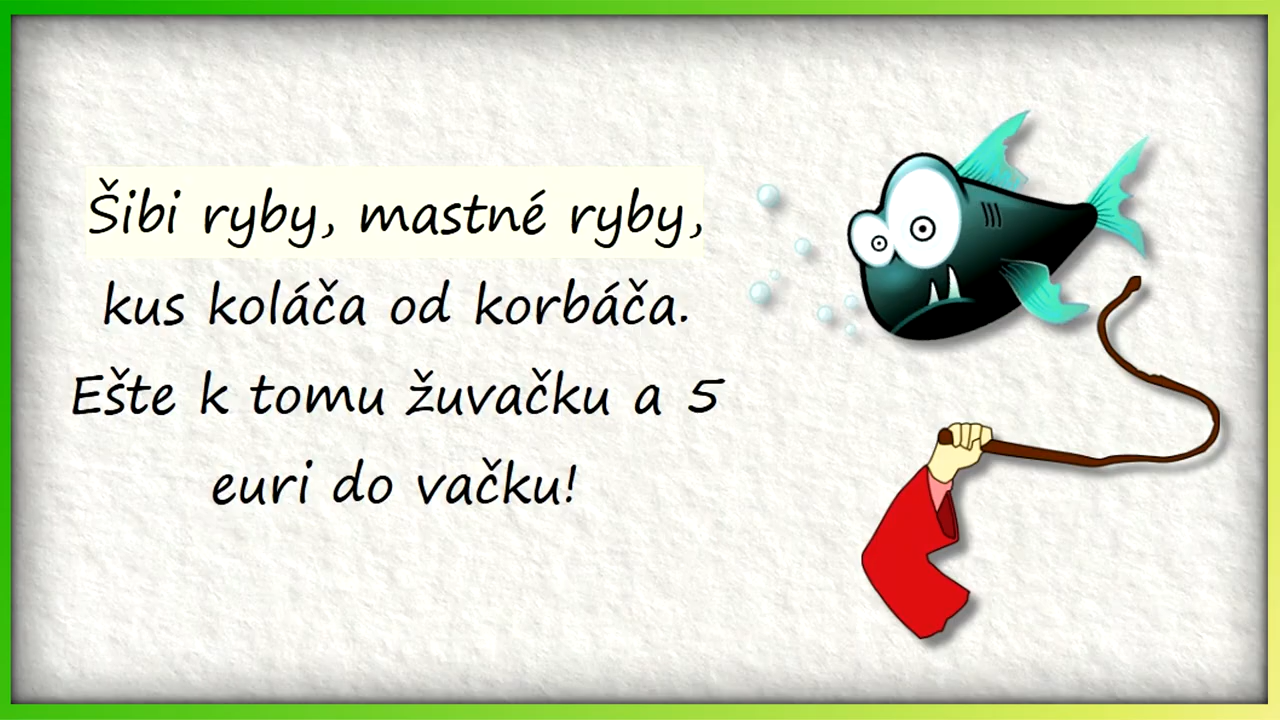 Šibi ryby, mastné ryby,
kus koláča od korbáča.
Ešte k tomu žuvačku a 5
euri do vačku!